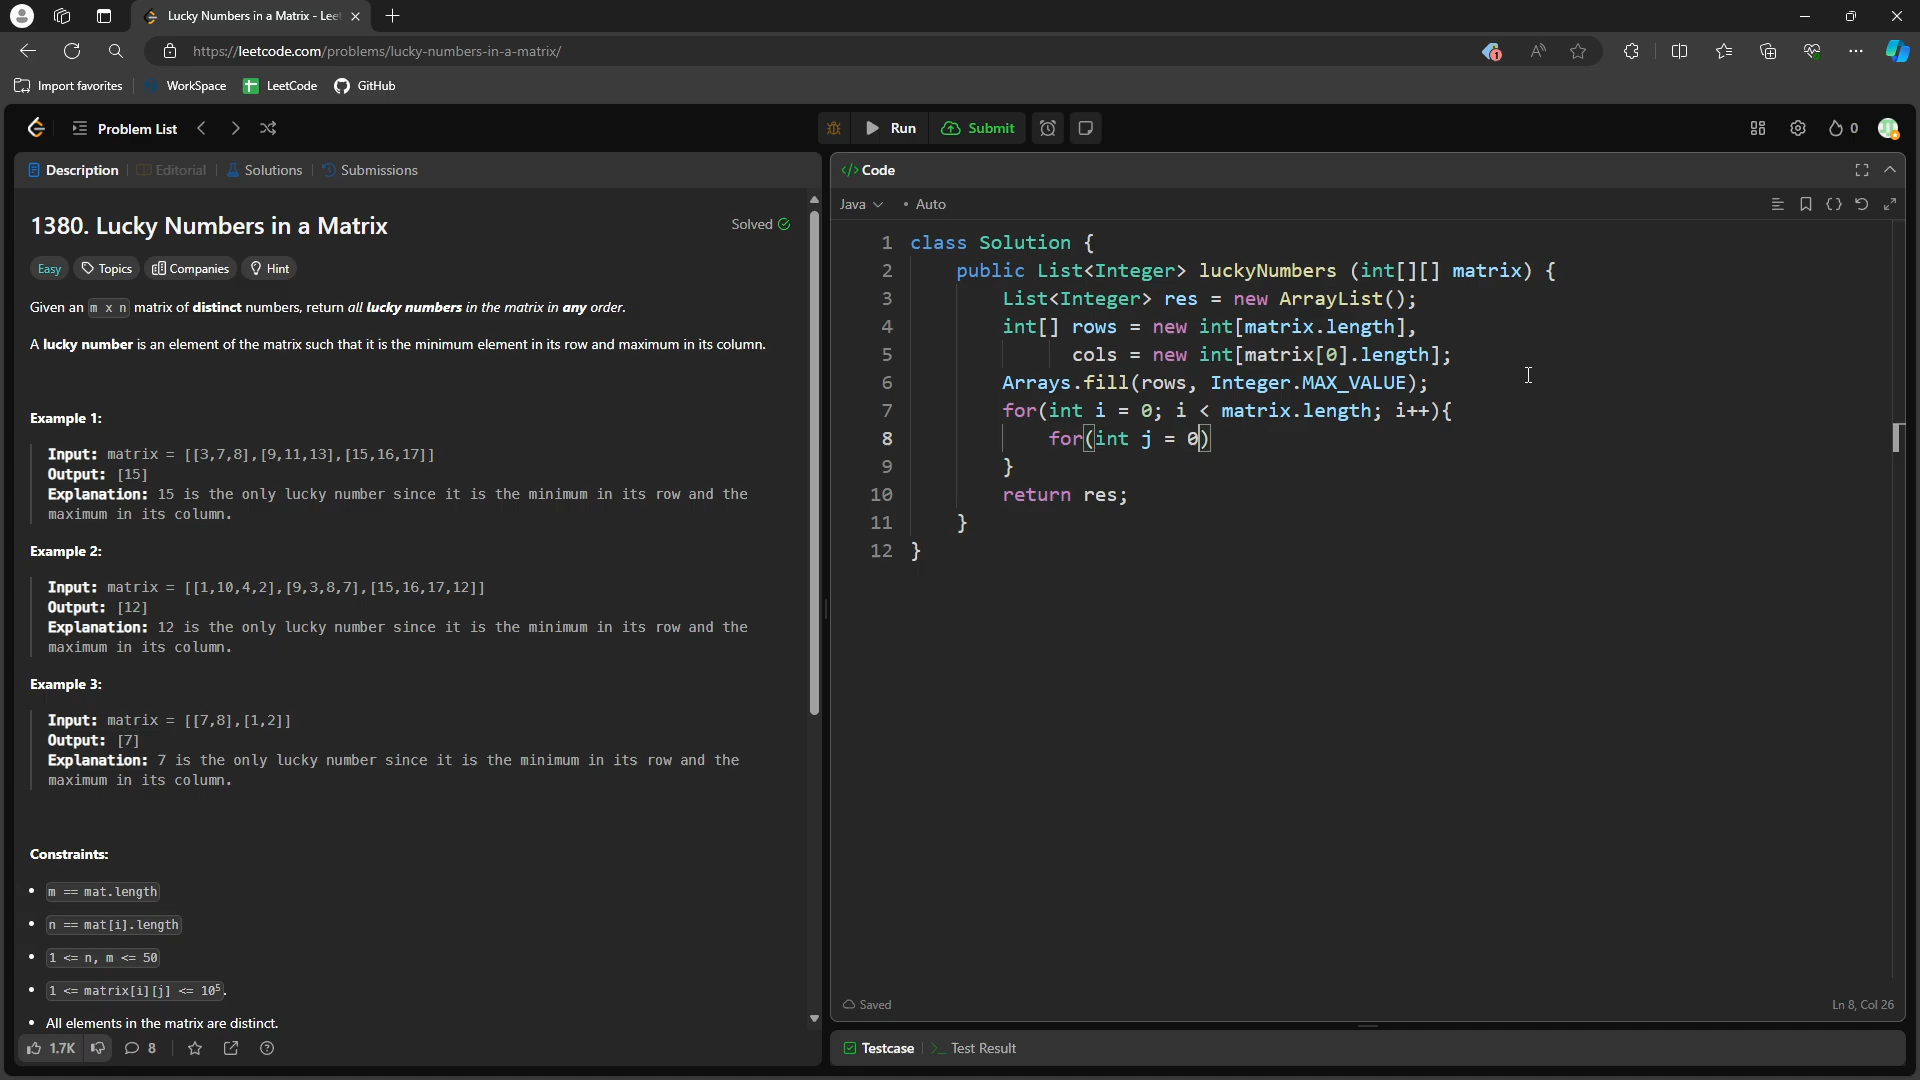 Lucky Numbers in a Matrix - Lee
https://leetcode.com/problems/lucky-numbers-in-a-matrix/
1
Import favorites
WorkSpace
LeetCode
GitHub
Problem List
Run
Submit
0
Description
Editorial
Solutions
Submissions
1380. Lucky Numbers in a Matrix
Solved
Easy
Topics
Companies
Hint
Given an m x n matrix of distinct numbers, return all lucky numbers in the matrix in any order.
A lucky number is an element of the matrix such that it is the minimum element in its row and maximum in its column.
Example 1:
Input: matrix = [[3,7,8],[9,11,13],[15,16,17]]
Output: [15]
Explanation: 15 is the only lucky number since it is the minimum in its row and the
maximum in its column.
Example 2:
Input: matrix = [[1,10,4,2],[9,3,8,7],[15,16,17,12]]
Output: [12]
Explanation: 12 is the only lucky number since it is the minimum in its row and the
maximum in its column.
Example 3:
Input: matrix = [[7,8],[1,2]]
Output: [7]
Explanation: 7 is the only lucky number since it is the minimum in its row and the
maximum in its column.
Constraints:
• m == mat.length
• n == mat[i].length
• 1 <= n, m <= 50
• 1 <= matrix[i][j] <= 10⁵.
• All elements in the matrix are distinct.
1.7K
8
</> Code
Java
• Auto
1 class Solution {
2 public List<Integer> luckyNumbers (int[][] matrix) {
3 List<Integer> res = new ArrayList();
4 int[] rows = new int[matrix.length],
5 cols = new int[matrix[0].length];
6 Arrays.fill(rows, Integer.MAX_VALUE);
7 for(int i = 0; i < matrix.length; i++){
8 for(int j = 0)
9 }
10 return res;
11 }
12 }
Saved
Ln 8, Col 26
Testcase
>_ Test Result